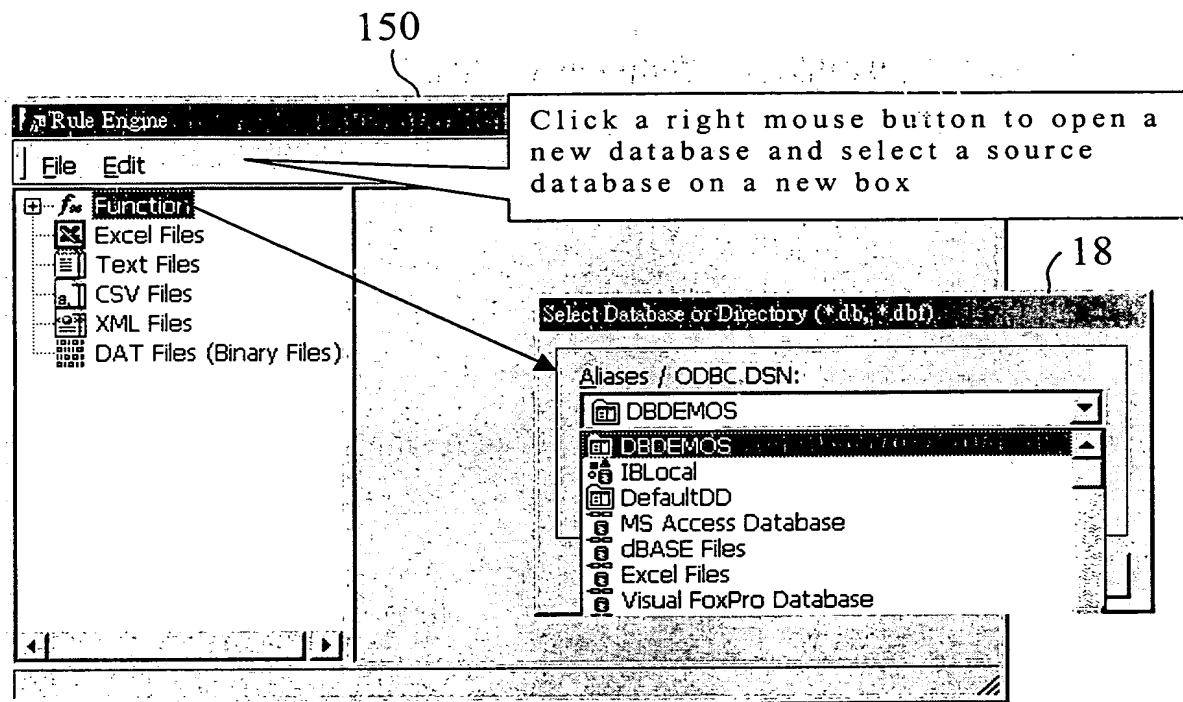 150
Rule Engine
Click a right mouse button to open a
new database and select a source
database on a new box
File Edit
Function
Excel Files
Text Files
CSV Files
XML Files
DAT Files (Binary Files)
18
Select Database or Directory (*.db, *.dbf)
Aliases / ODBC DSN:
DBDEMOS
DBDEMOS
IBLocal
DefaultDD
MS Access Database
dBASE Files
Excel Files
Visual FoxPro Database